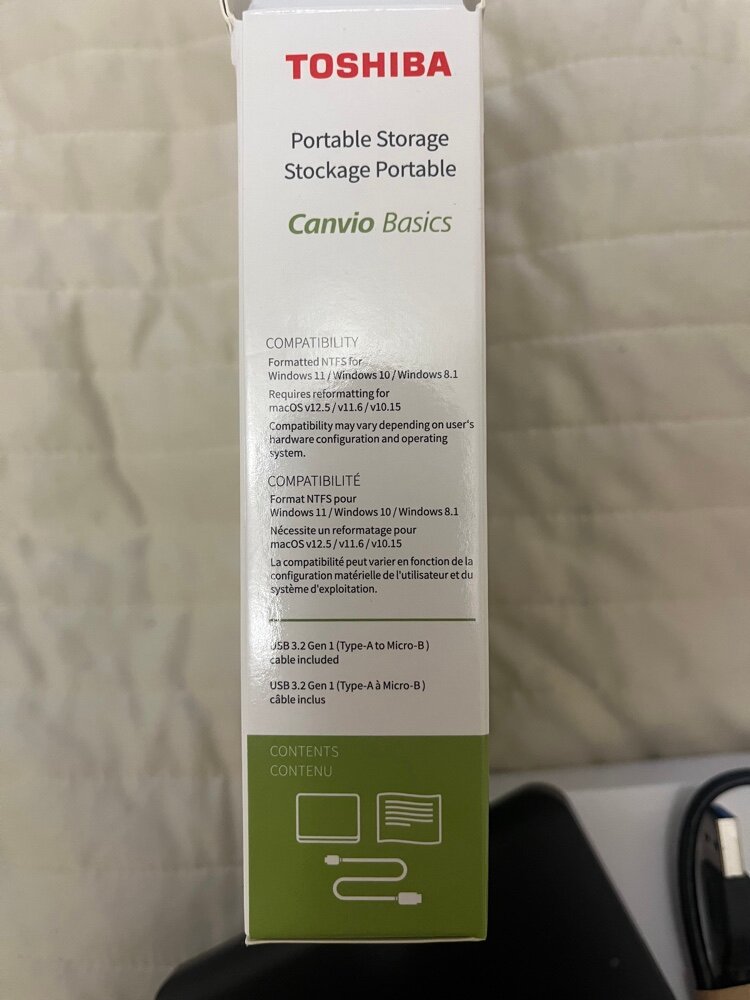 TOSHIBA
Portable Storage
Stockage Portable
Canvio Basics
COMPATIBILITY
Formatted NTFS for
Windows 11 / Windows 10 / Windows 8.1
Requires reformatting for
macOS v12.5 / v11.6 / v10.15
Compatibility may vary depending on user's
hardware configuration and operating
system.
COMPATIBILITÉ
Format NTFS pour
Windows 11 / Windows 10 / Windows 8.1
Nécessite un reformatage pour
macOS v12.5 / v11.6 / v10.15
La compatibilité peut varier en fonction de la
configuration matérielle de l'utilisateur et du
système d'exploitation.
USB 3.2 Gen 1 (Type-A to Micro-B )
cable included
USB 3.2 Gen 1 (Type-A à Micro-B )
câble inclus
CONTENTS
CONTENU